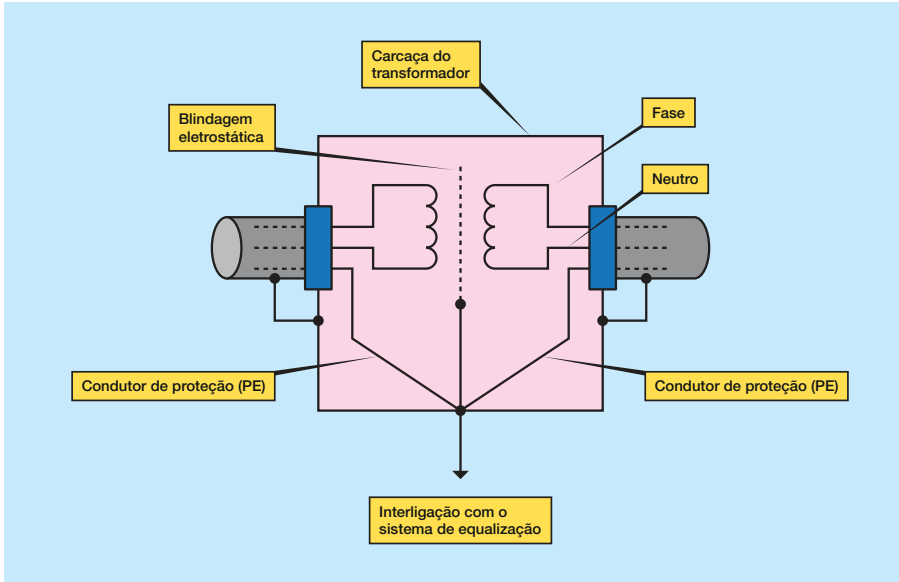 Carcaça do
transformador
Blindagem
eletrostática
Fase
Neutro
Condutor de proteção (PE)
Condutor de proteção (PE)
Interligação com o
sistema de equalização